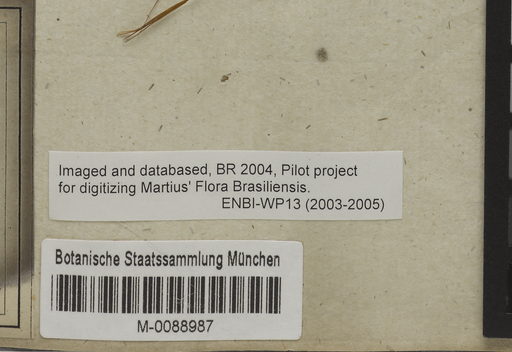 Imaged and databased, BR 2004, Pilot project
for digitizing Martius' Flora Brasiliensis.
ENBI-WP13 (2003-2005)
Botanische Staatssammlung München
M-0088987